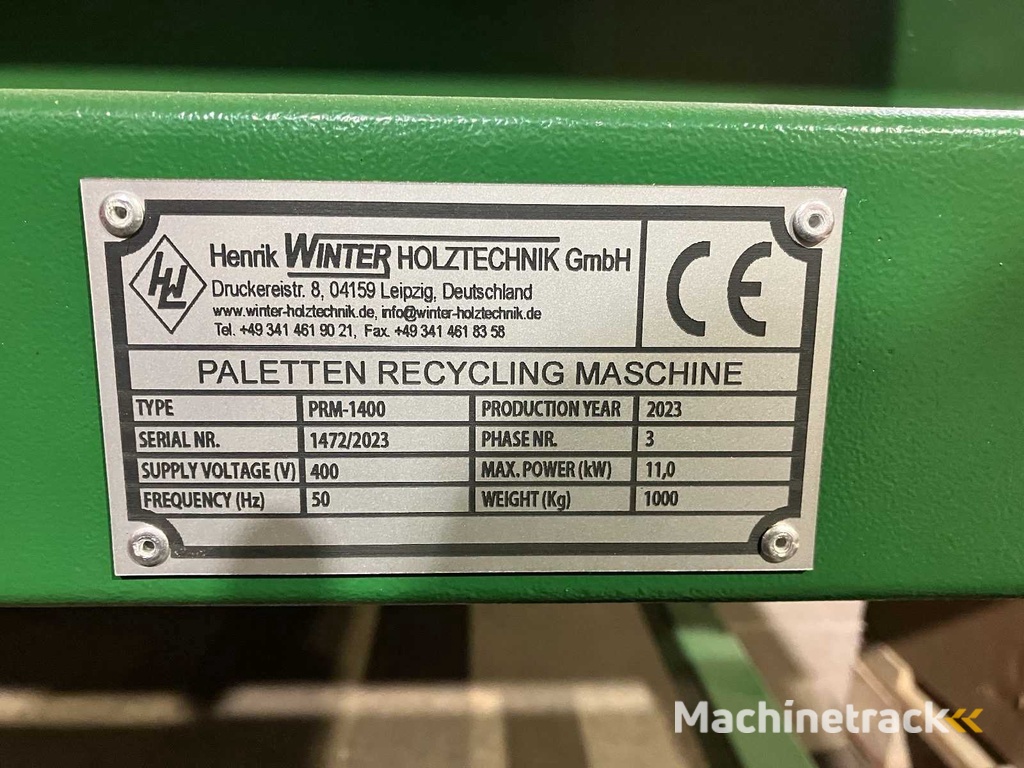 HW
Henrik WINTER HOLZTECHNIK GmbH
Druckereistr. 8, 04159 Leipzig, Deutschland
www.winter-holztechnik.de, info@winter-holztechnik.de
Tel. +49 341 461 90 21, Fax. +49 341 461 83 58
CE
PALETTEN RECYCLING MASCHINE
TYPE PRM-1400 PRODUCTION YEAR 2023
SERIAL NR. 1472/2023 PHASE NR. 3
SUPPLY VOLTAGE (V) 400 MAX. POWER (kW) 11,0
FREQUENCY (Hz) 50 WEIGHT (Kg) 1000
Machinetrack